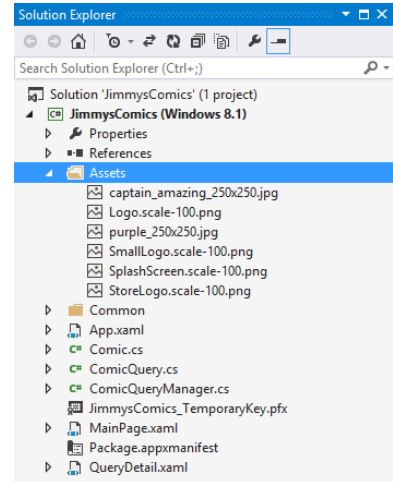 Solution Explorer
Search Solution Explorer (Ctrl+;)
Solution 'JimmysComics' (1 project)
C# JimmysComics (Windows 8.1)
Properties
References
Assets
captain_amazing_250x250.jpg
Logo.scale-100.png
purple_250x250.jpg
SmallLogo.scale-100.png
SplashScreen.scale-100.png
StoreLogo.scale-100.png
Common
App.xaml
C# Comic.cs
C# ComicQuery.cs
C# ComicQueryManager.cs
JimmysComics_TemporaryKey.pfx
MainPage.xaml
Package.appxmanifest
QueryDetail.xaml